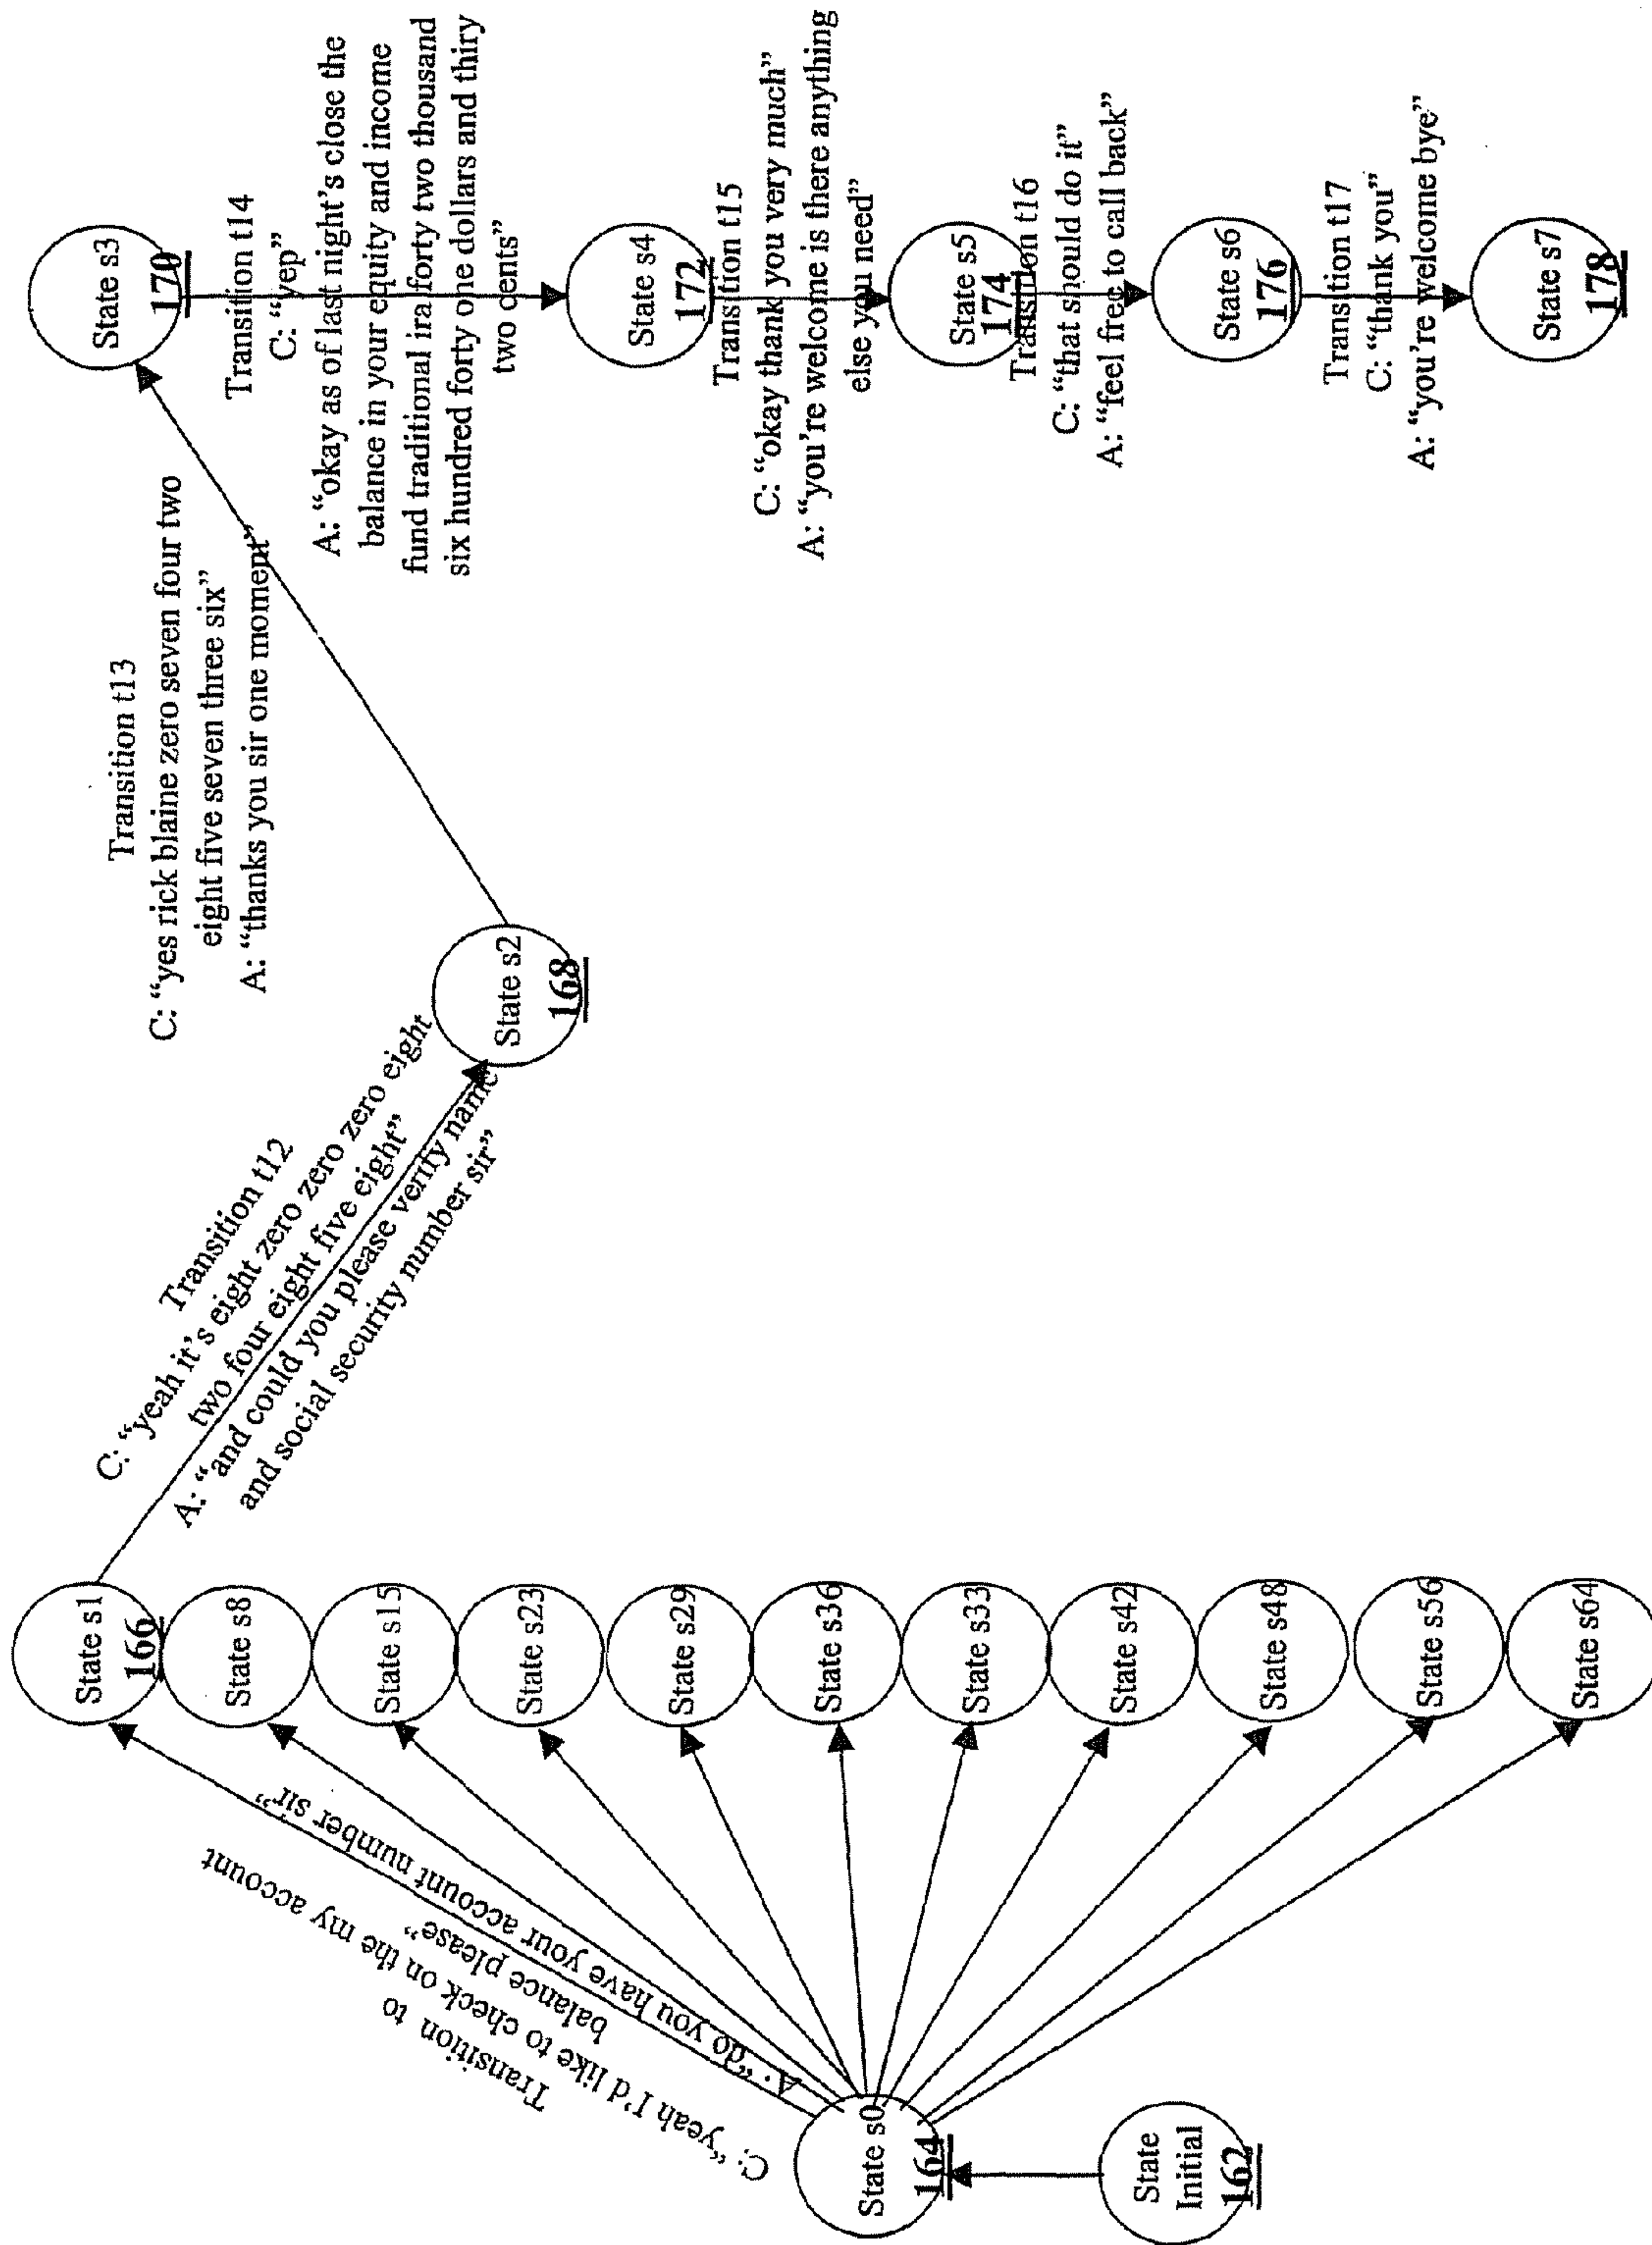 State
Initial
162
State s0
164
Transition to
C: “yeah I’d like to check on the my account
balance please”
A: “do you have your account number sir”
State s1
166
State s8
State s15
State s23
State s29
State s36
State s33
State s42
State s48
State s56
State s64
Transition t12
C: “yeah it’s eight zero zero zero eight
two four eight five eight”
A: “and could you please verify name
and social security number sir”
State s2
168
Transition t13
C: “yes rick blaine zero seven four two
eight five seven three six”
A: “thanks you sir one moment”
State s3
170
Transition t14
C: “yep”
A: “okay as of last night’s close the
balance in your equity and income
fund traditional ira forty two thousand
six hundred forty one dollars and thiry
two cents”
State s4
172
Transition t15
C: “okay thank you very much”
A: “you’re welcome is there anything
else you need”
State s5
174
Transition t16
C: “that should do it”
A: “feel free to call back”
State s6
176
Transition t17
C: “thank you”
A: “you’re welcome bye”
State s7
178